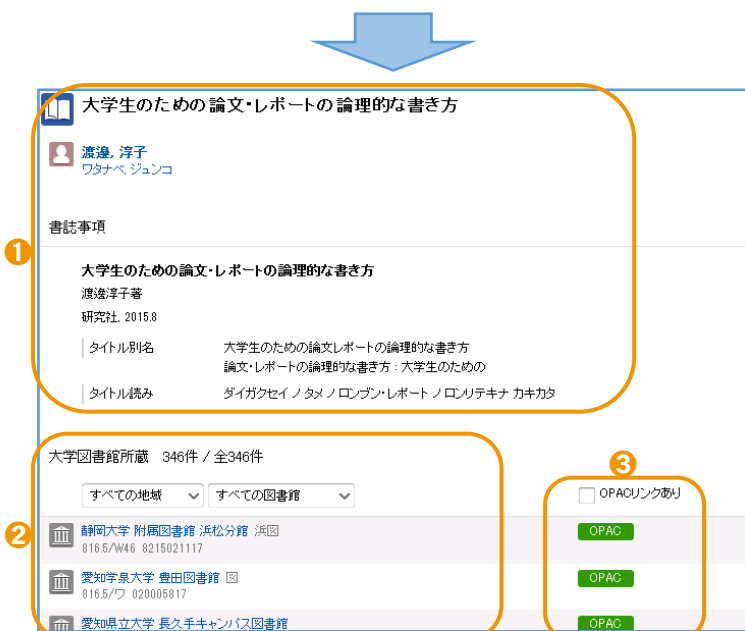 大学生のための論文・レポートの論理的な書き方
渡邉, 淳子
ワタナベ, ジュンコ
書誌事項
❶
大学生のための論文・レポートの論理的な書き方
渡邉淳子著
研究社, 2015.8
タイトル別名 大学生のための論文レポートの論理的な書き方
論文・レポートの論理的な書き方 : 大学生のための
タイトル読み ダイガクセイ ノ タメ ノ ロンブン・レポート ノ ロンリテキナ カキカタ
大学図書館所蔵 346件 / 全346件
❸
すべての地域 すべての図書館 OPACリンクあり
❷
静岡大学 附属図書館 浜松分館 浜図 OPAC
816.5/W46 8215021117
愛知学泉大学 豊田図書館 図 OPAC
816.5/ワ 020005817
愛知県立大学 長久手キャンパス図書館 OPAC